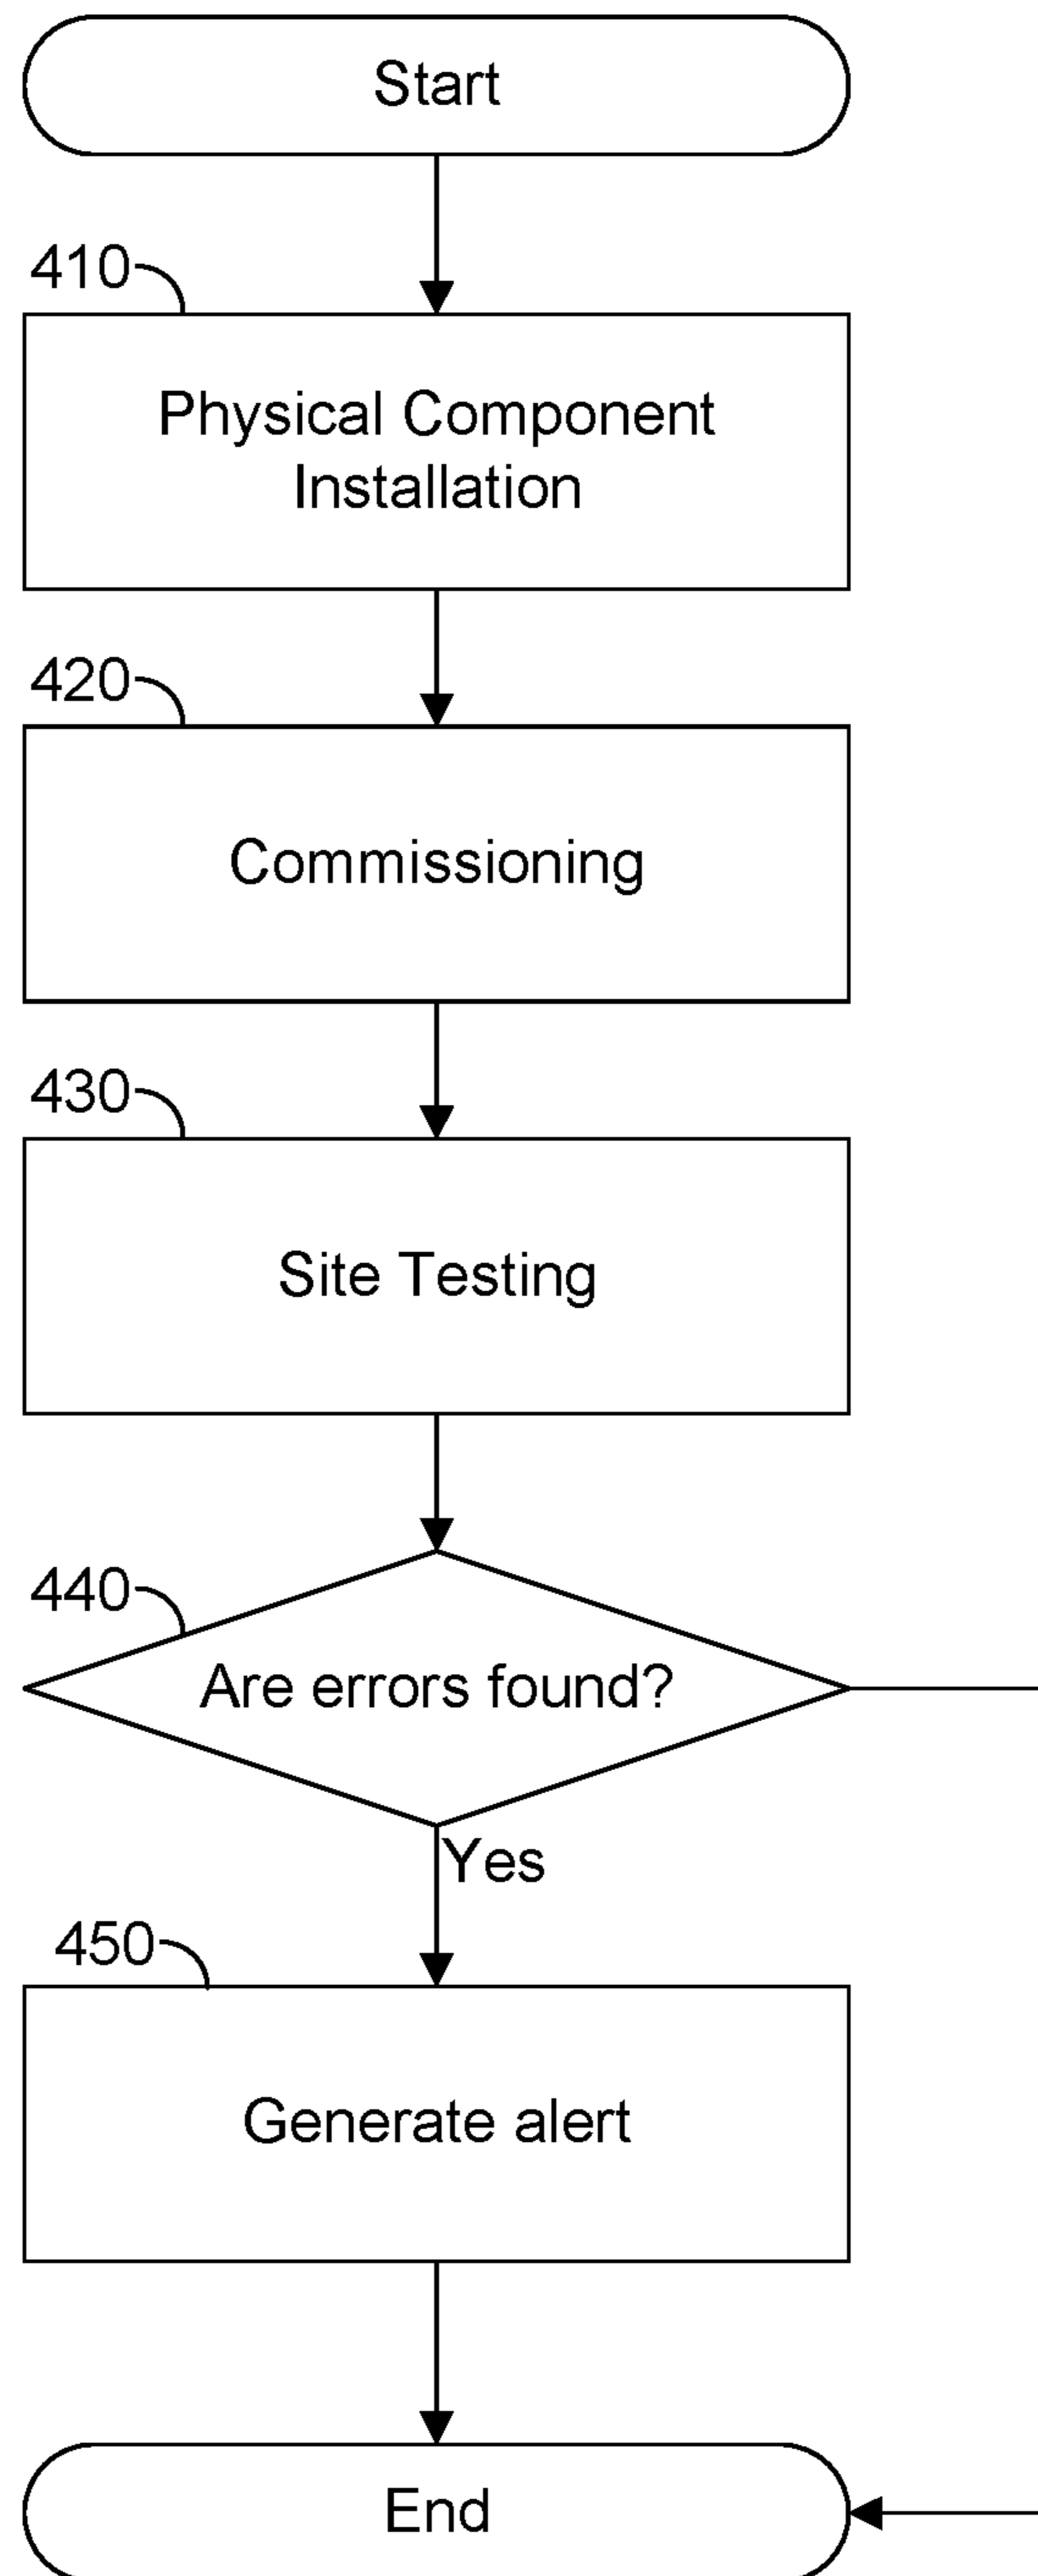 Start
410
Physical Component
Installation
420
Commissioning
430
Site Testing
440
Are errors found?
Yes
450
Generate alert
End